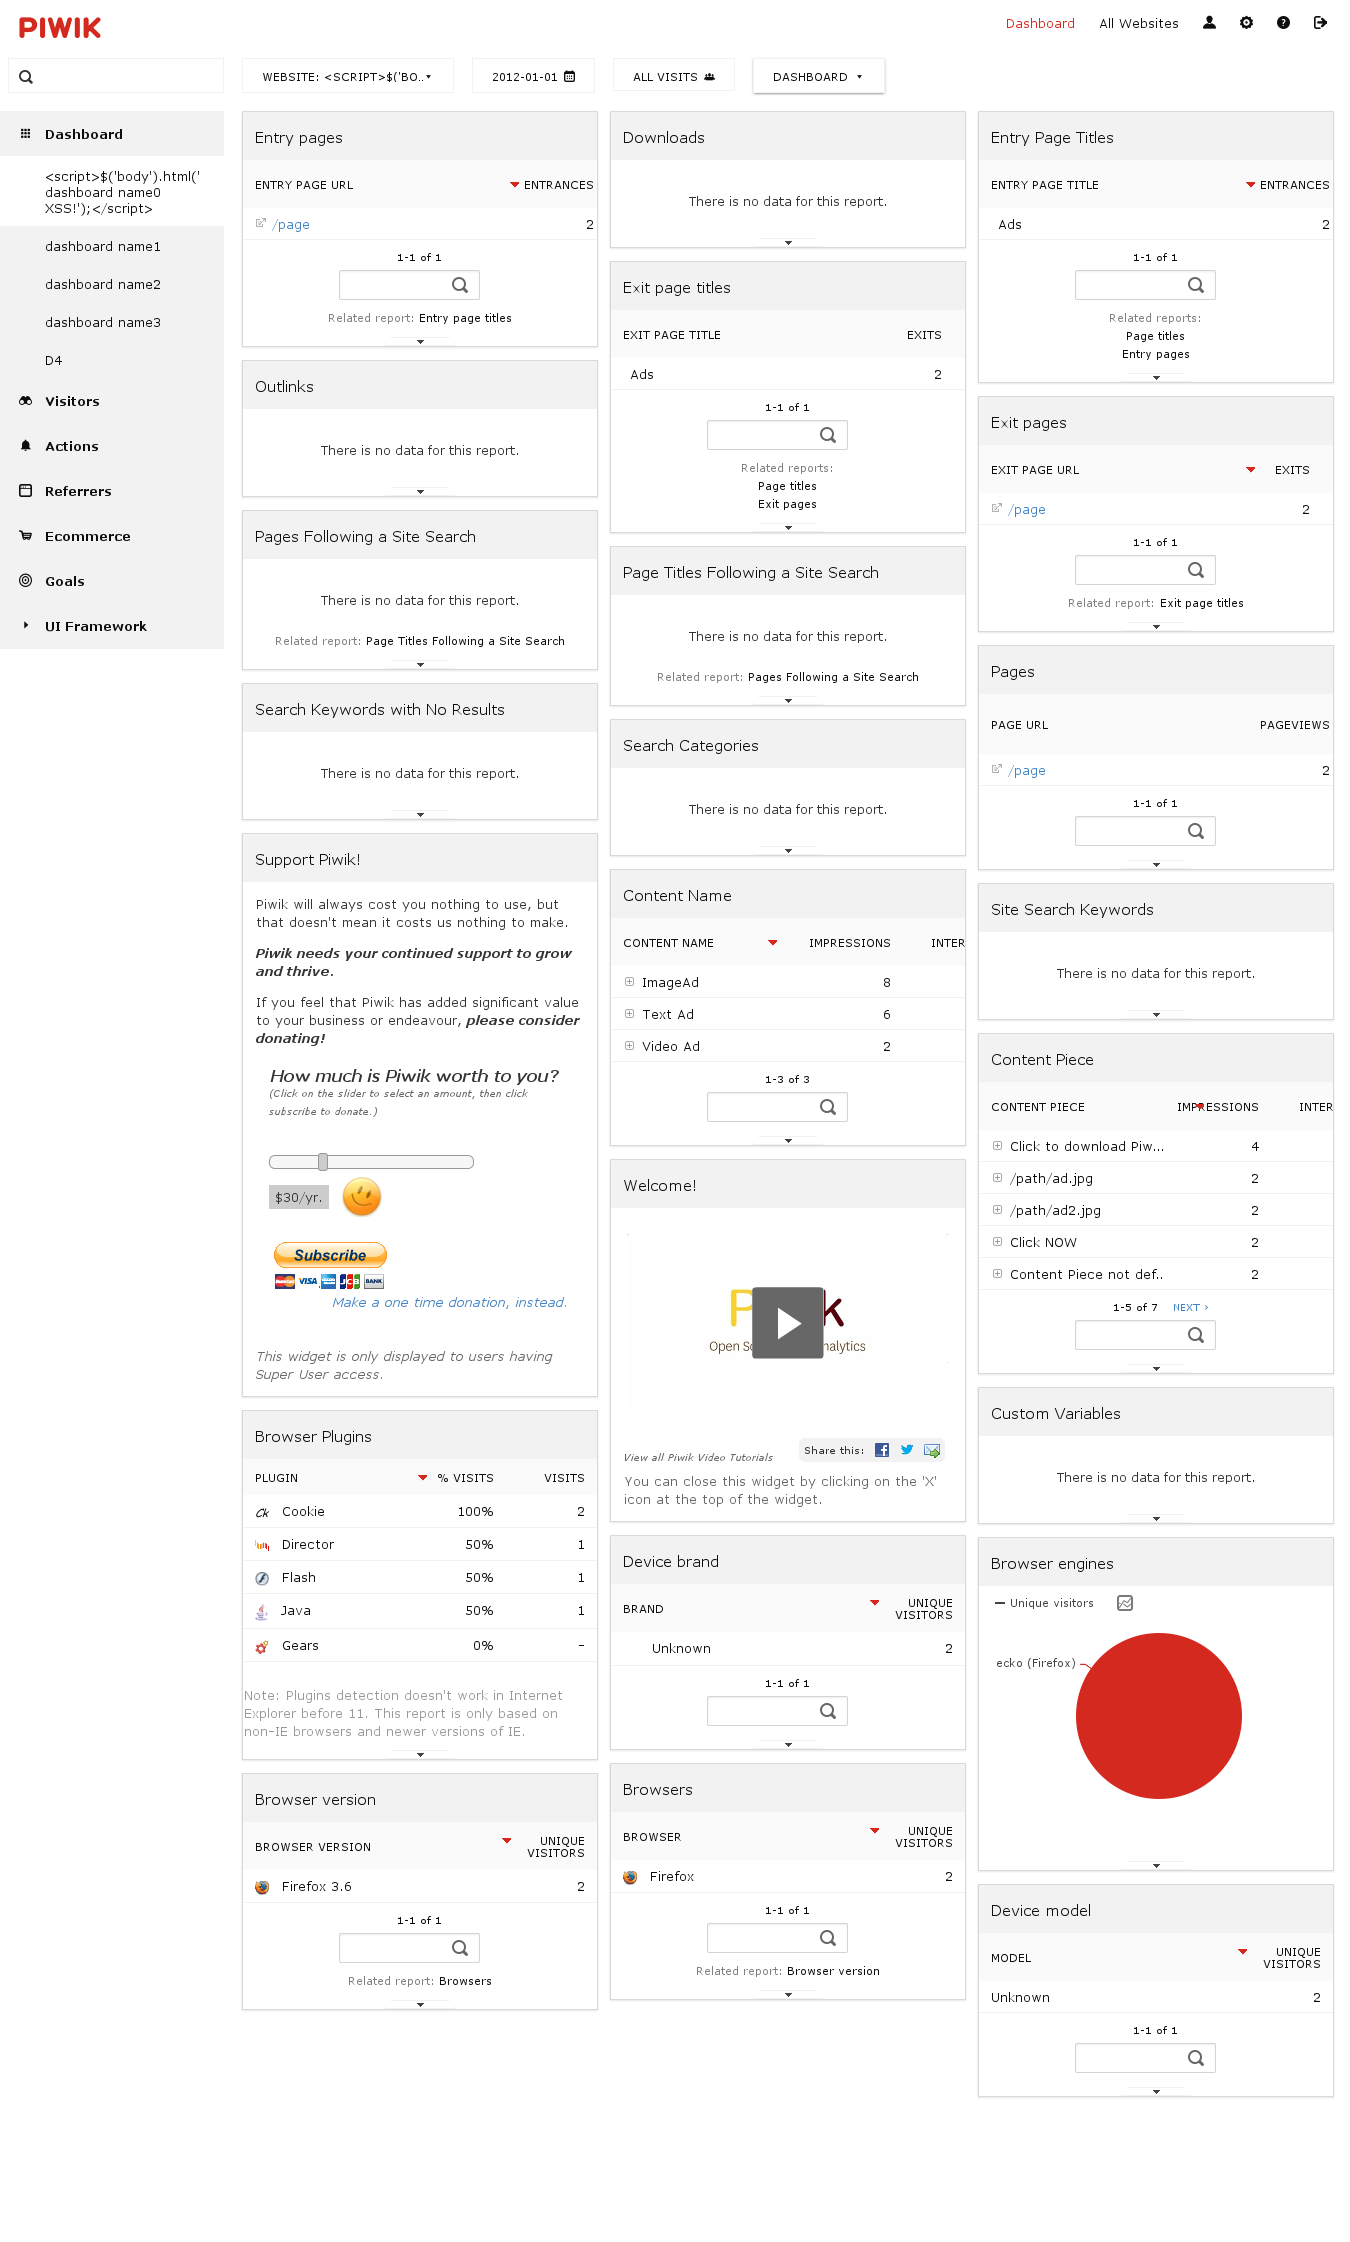 PIWIK
Dashboard
All Websites
WEBSITE: <SCRIPT>$('BO..
2012-01-01
ALL VISITS
DASHBOARD
Dashboard
<script>$('body').html('
dashboard name0
XSS!');</script>
dashboard name1
dashboard name2
dashboard name3
D4
Visitors
Actions
Referrers
Ecommerce
Goals
UI Framework
Entry pages
ENTRY PAGE URL ENTRANCES
/page 2
1-1 of 1
Related report: Entry page titles
Outlinks
There is no data for this report.
Pages Following a Site Search
There is no data for this report.
Related report: Page Titles Following a Site Search
Search Keywords with No Results
There is no data for this report.
Support Piwik!
Piwik will always cost you nothing to use, but
that doesn't mean it costs us nothing to make.
Piwik needs your continued support to grow
and thrive.
If you feel that Piwik has added significant value
to your business or endeavour, please consider
donating!
How much is Piwik worth to you?
(Click on the slider to select an amount, then click
subscribe to donate.)
$30/yr.
Subscribe
VISA
BANK
Make a one time donation, instead.
This widget is only displayed to users having
Super User access.
Browser Plugins
PLUGIN % VISITS VISITS
Cookie 100% 2
Director 50% 1
Flash 50% 1
Java 50% 1
Gears 0% -
Note: Plugins detection doesn't work in Internet
Explorer before 11. This report is only based on
non-IE browsers and newer versions of IE.
Browser version
BROWSER VERSION UNIQUE
VISITORS
Firefox 3.6 2
1-1 of 1
Related report: Browsers
Downloads
There is no data for this report.
Exit page titles
EXIT PAGE TITLE EXITS
Ads 2
1-1 of 1
Related reports:
Page titles
Exit pages
Page Titles Following a Site Search
There is no data for this report.
Related report: Pages Following a Site Search
Search Categories
There is no data for this report.
Content Name
CONTENT NAME IMPRESSIONS INTER
ImageAd 8
Text Ad 6
Video Ad 2
1-3 of 3
Welcome!
P k
Open So nalytics
View all Piwik Video Tutorials
Share this:
You can close this widget by clicking on the 'X'
icon at the top of the widget.
Device brand
BRAND UNIQUE
VISITORS
Unknown 2
1-1 of 1
Browsers
BROWSER UNIQUE
VISITORS
Firefox 2
1-1 of 1
Related report: Browser version
Entry Page Titles
ENTRY PAGE TITLE ENTRANCES
Ads 2
1-1 of 1
Related reports:
Page titles
Entry pages
Exit pages
EXIT PAGE URL EXITS
/page 2
1-1 of 1
Related report: Exit page titles
Pages
PAGE URL PAGEVIEWS
/page 2
1-1 of 1
Site Search Keywords
There is no data for this report.
Content Piece
CONTENT PIECE IMPRESSIONS INTER
Click to download Piw... 4
/path/ad.jpg 2
/path/ad2.jpg 2
Click NOW 2
Content Piece not def.. 2
1-5 of 7 NEXT ›
Custom Variables
There is no data for this report.
Browser engines
Unique visitors
ecko (Firefox)
Device model
MODEL UNIQUE
VISITORS
Unknown 2
1-1 of 1